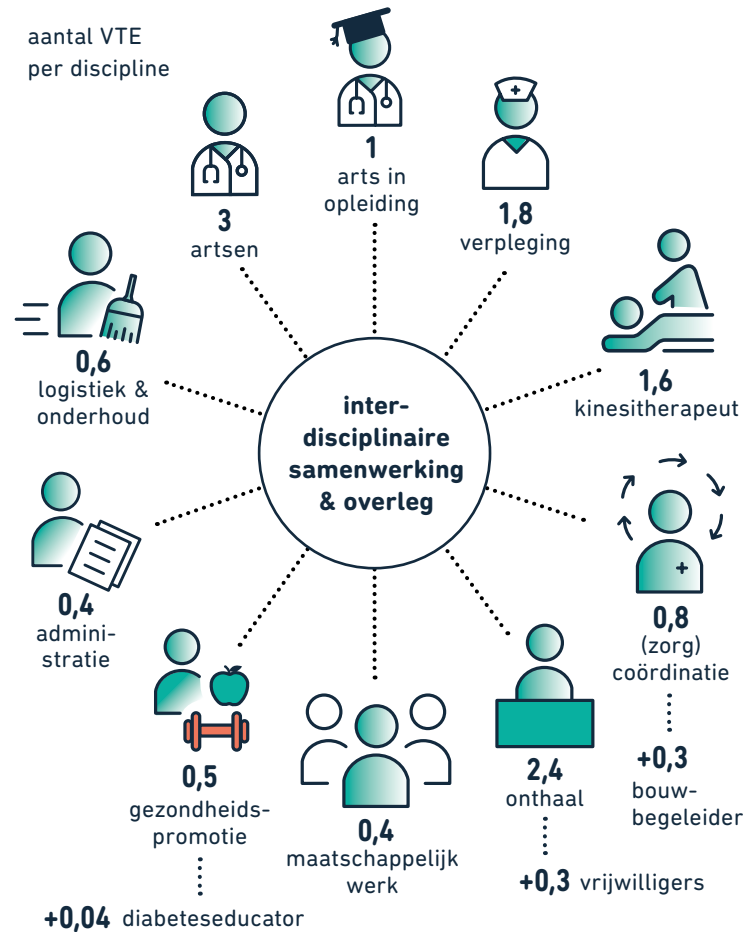 aantal VTE
per discipline
1
arts in
opleiding
3
artsen
1,8
verpleging
0,6
logistiek &
onderhoud
1,6
kinesitherapeut
inter-
disciplinaire
samenwerking
& overleg
0,4
admini-
stratie
0,8
(zorg)
coördinatie
+0,3
bouw-
begeleider
0,5
gezondheids-
promotie
+0,04 diabeteseducator
0,4
maatschappelijk
werk
2,4
onthaal
+0,3 vrijwilligers